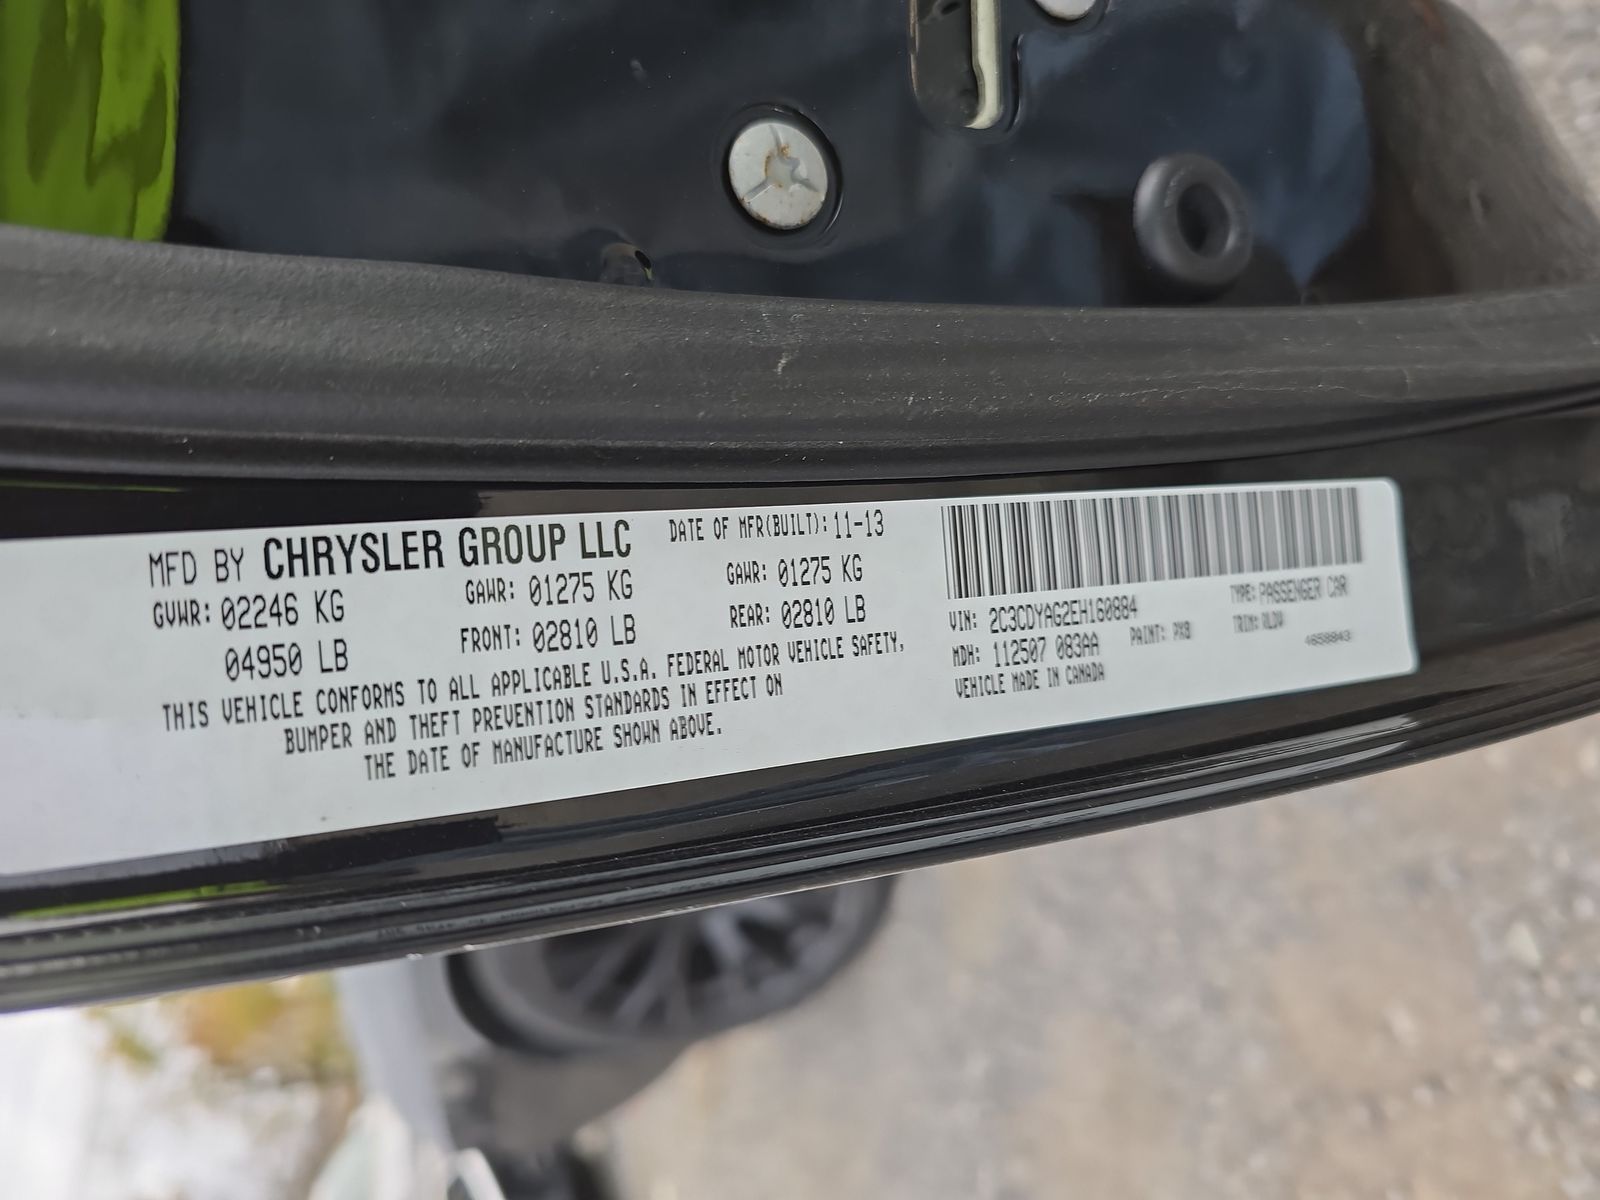 MFD BY CHRYSLER GROUP LLC
DATE OF MFR(BUILT): 11-13
GVWR: 02246 KG
04950 LB
GAWR: 01275 KG
FRONT: 02810 LB
GAWR: 01275 KG
REAR: 02810 LB
THIS VEHICLE CONFORMS TO ALL APPLICABLE U.S.A. FEDERAL MOTOR VEHICLE SAFETY,
BUMPER AND THEFT PREVENTION STANDARDS IN EFFECT ON
THE DATE OF MANUFACTURE SHOWN ABOVE.
VIN: 2C3CDYAG2EH160884
TYPE: PASSENGER CAR
MDH: 112507 083AA
PAINT: PX8
TRIM:
VEHICLE MADE IN CANADA
4658843